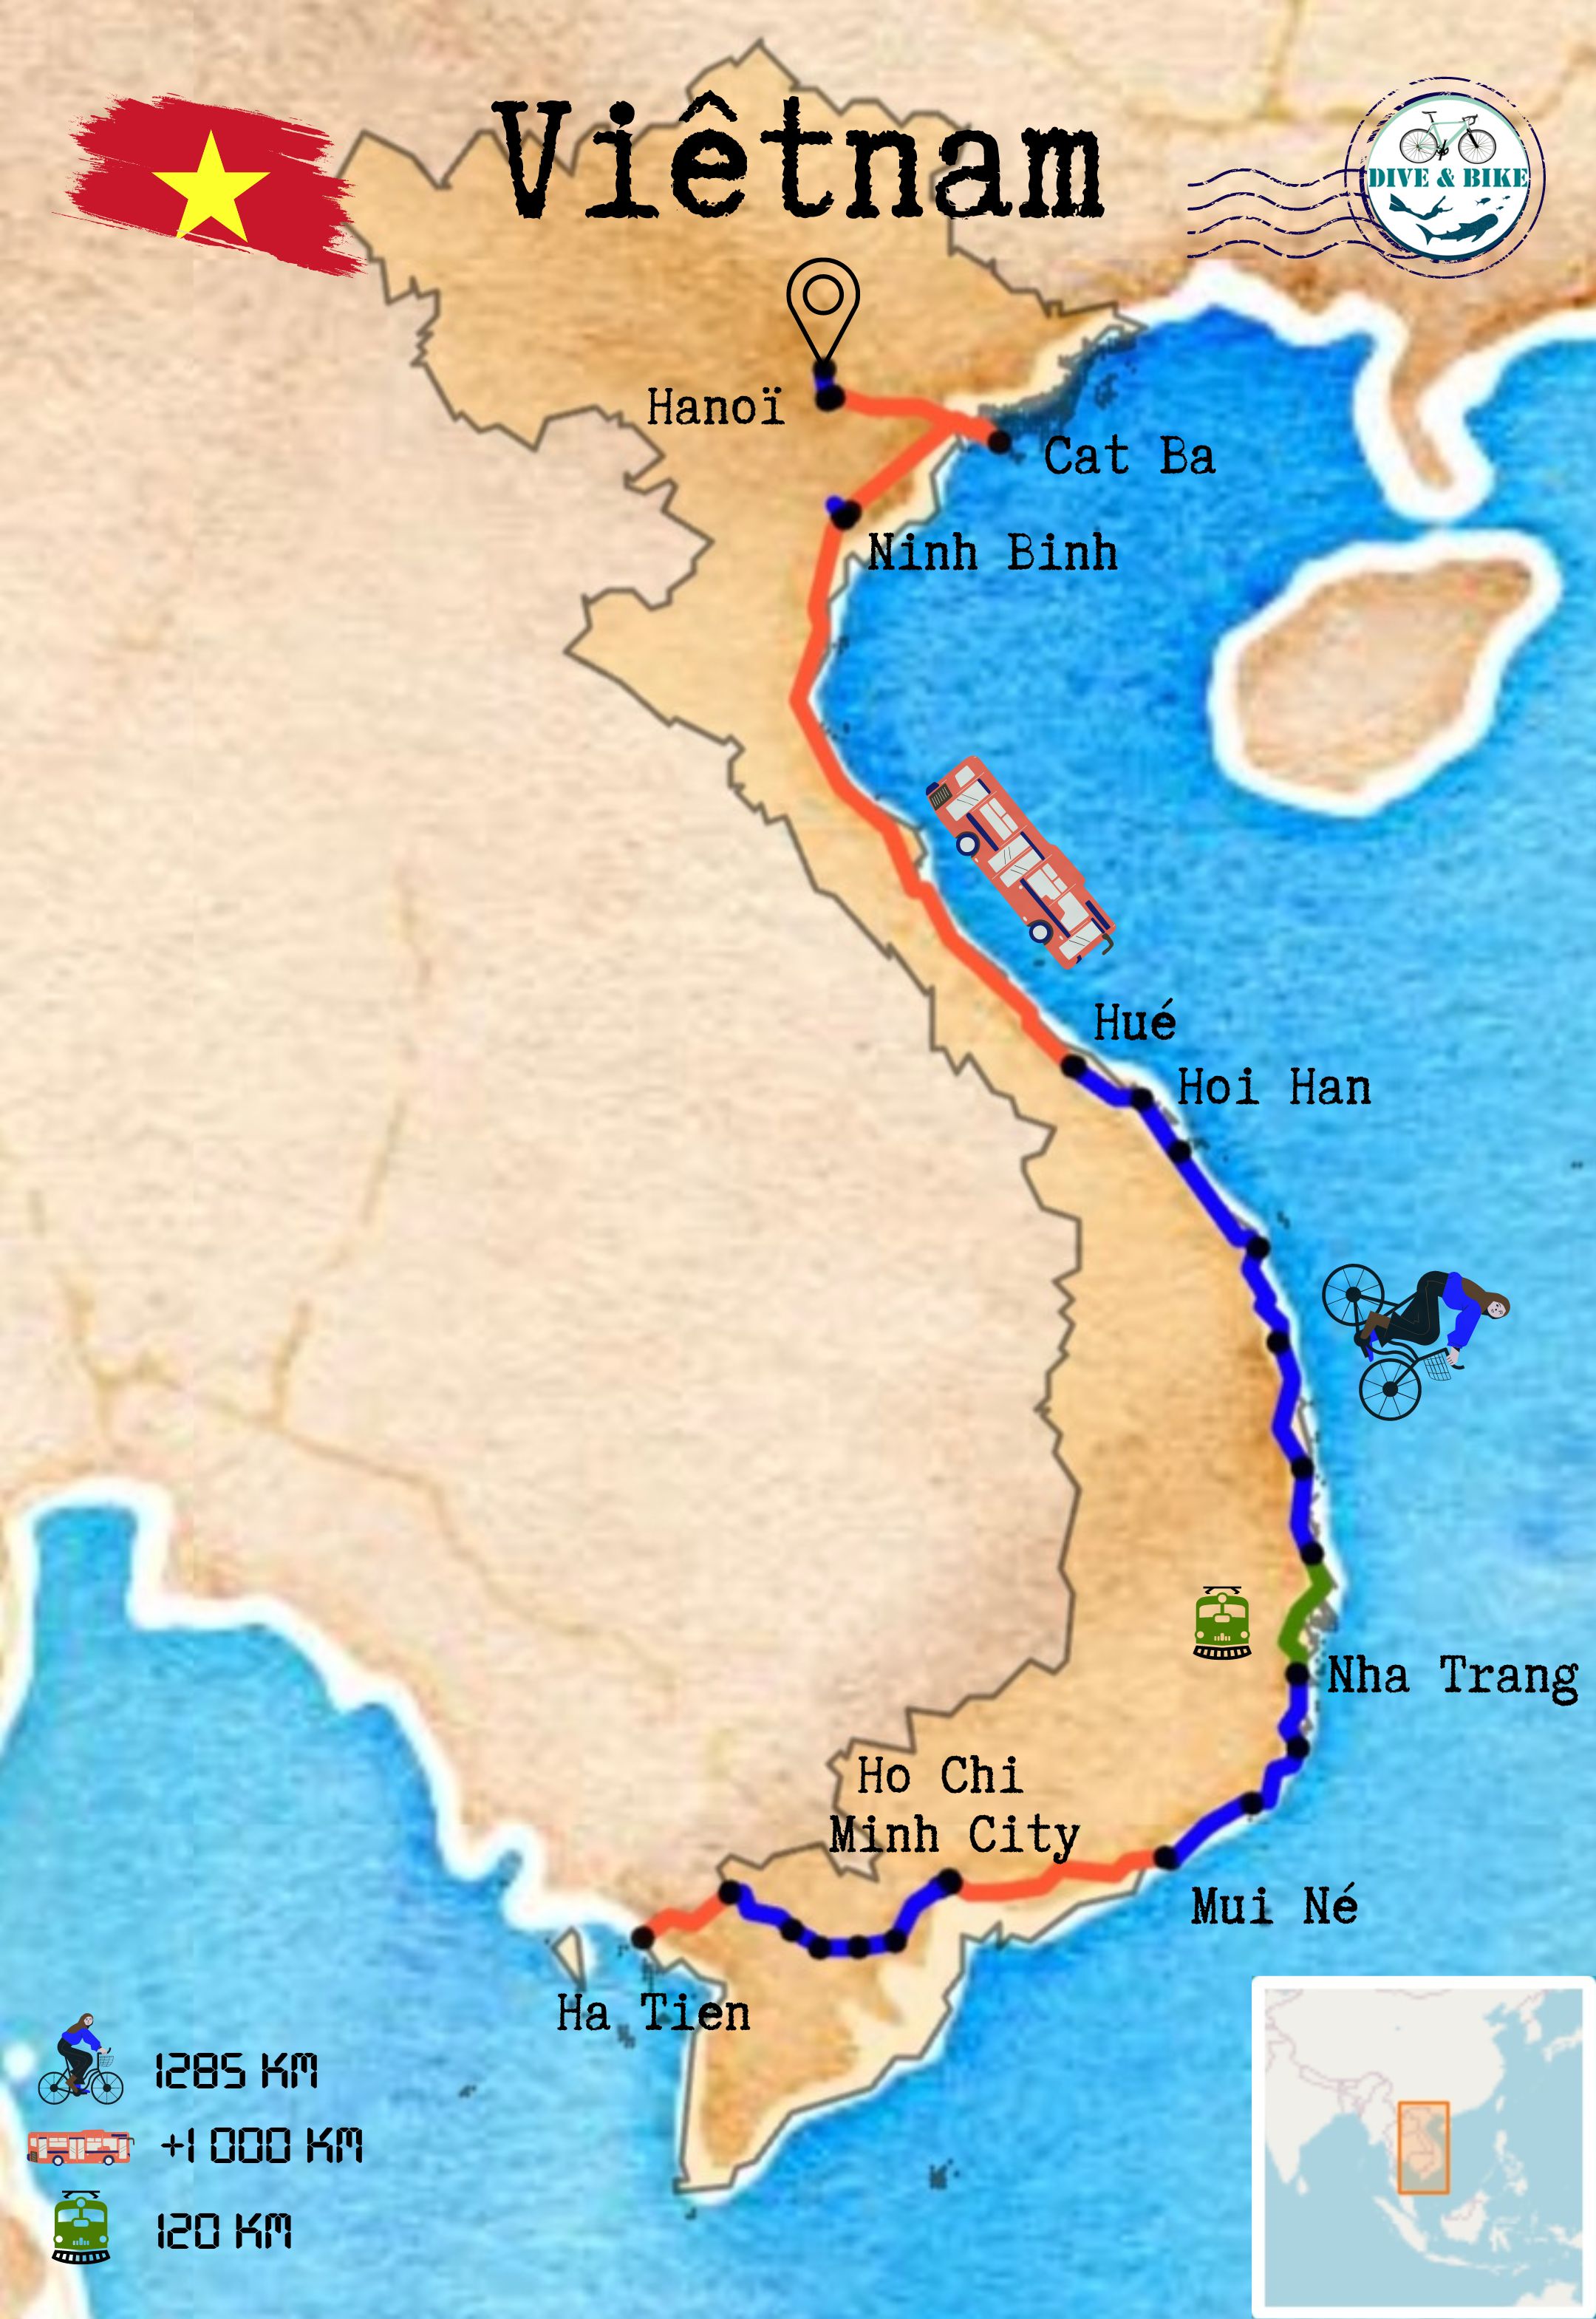 Viêtnam
DIVE & BIKE
Hanoï
Cat Ba
Ninh Binh
Hué
Hoi Han
Nha Trang
Ho Chi
Minh City
Mui Né
Ha Tien
1285 KM
+1 000 KM
120 KM